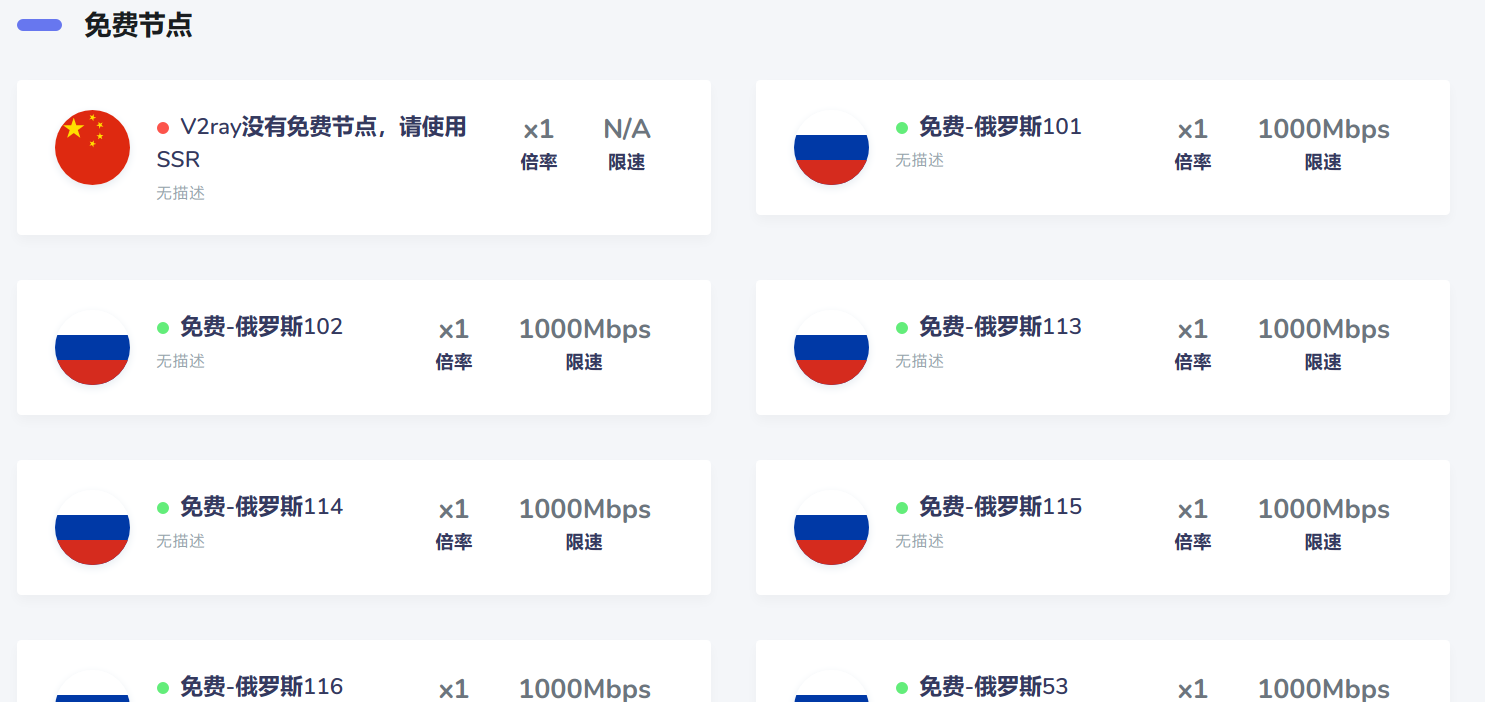 免费节点
V2ray没有免费节点，请使用
SSR
无描述
x1
倍率
N/A
限速
免费-俄罗斯101
无描述
x1
倍率
1000Mbps
限速
免费-俄罗斯102
无描述
x1
倍率
1000Mbps
限速
免费-俄罗斯113
无描述
x1
倍率
1000Mbps
限速
免费-俄罗斯114
无描述
x1
倍率
1000Mbps
限速
免费-俄罗斯115
无描述
x1
倍率
1000Mbps
限速
免费-俄罗斯116
x1
1000Mbps
免费-俄罗斯53
x1
1000Mbps